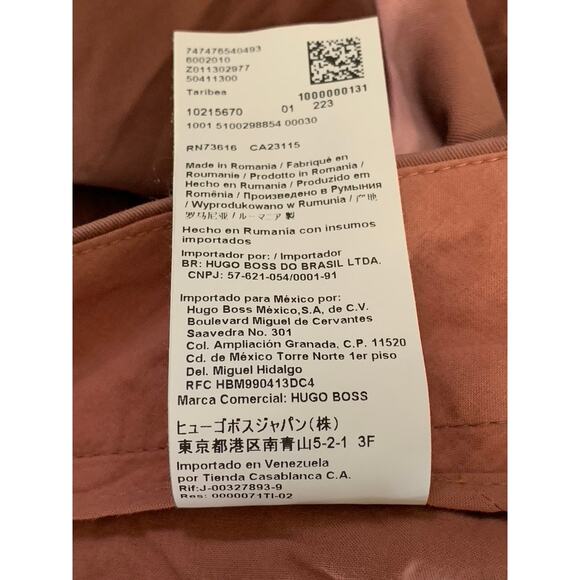 747476540493
6002010
Z011302977
50411300
Taribea
1000000131
10215670 01 223
1001 5100298854 00030
RN73616 CA23115
Made in Romania / Fabriqué en
Roumanie / Prodotto in Romania /
Hecho en Rumania / Produzido em
Romênia / Произведено в Румыния
/ Wyprodukowano w Rumunia / 产地
罗马尼亚 / ルーマニア 製
Hecho en Rumania con insumos
importados
Importador por: / Importador
BR: HUGO BOSS DO BRASIL LTDA.
CNPJ: 57-621-054/0001-91
Importado para México por:
Hugo Boss México,S.A, de C.V.
Boulevard Miguel de Cervantes
Saavedra No. 301
Col. Ampliación Granada, C.P. 11520
Cd. de México Torre Norte 1er piso
Del. Miguel Hidalgo
RFC HBM990413DC4
Marca Comercial: HUGO BOSS
ヒューゴボスジャパン(株)
東京都港区南青山5-2-1 3F
Importado en Venezuela
por Tienda Casablanca C.A.
Rif:J-00327893-9
Res: 0000071TI-02